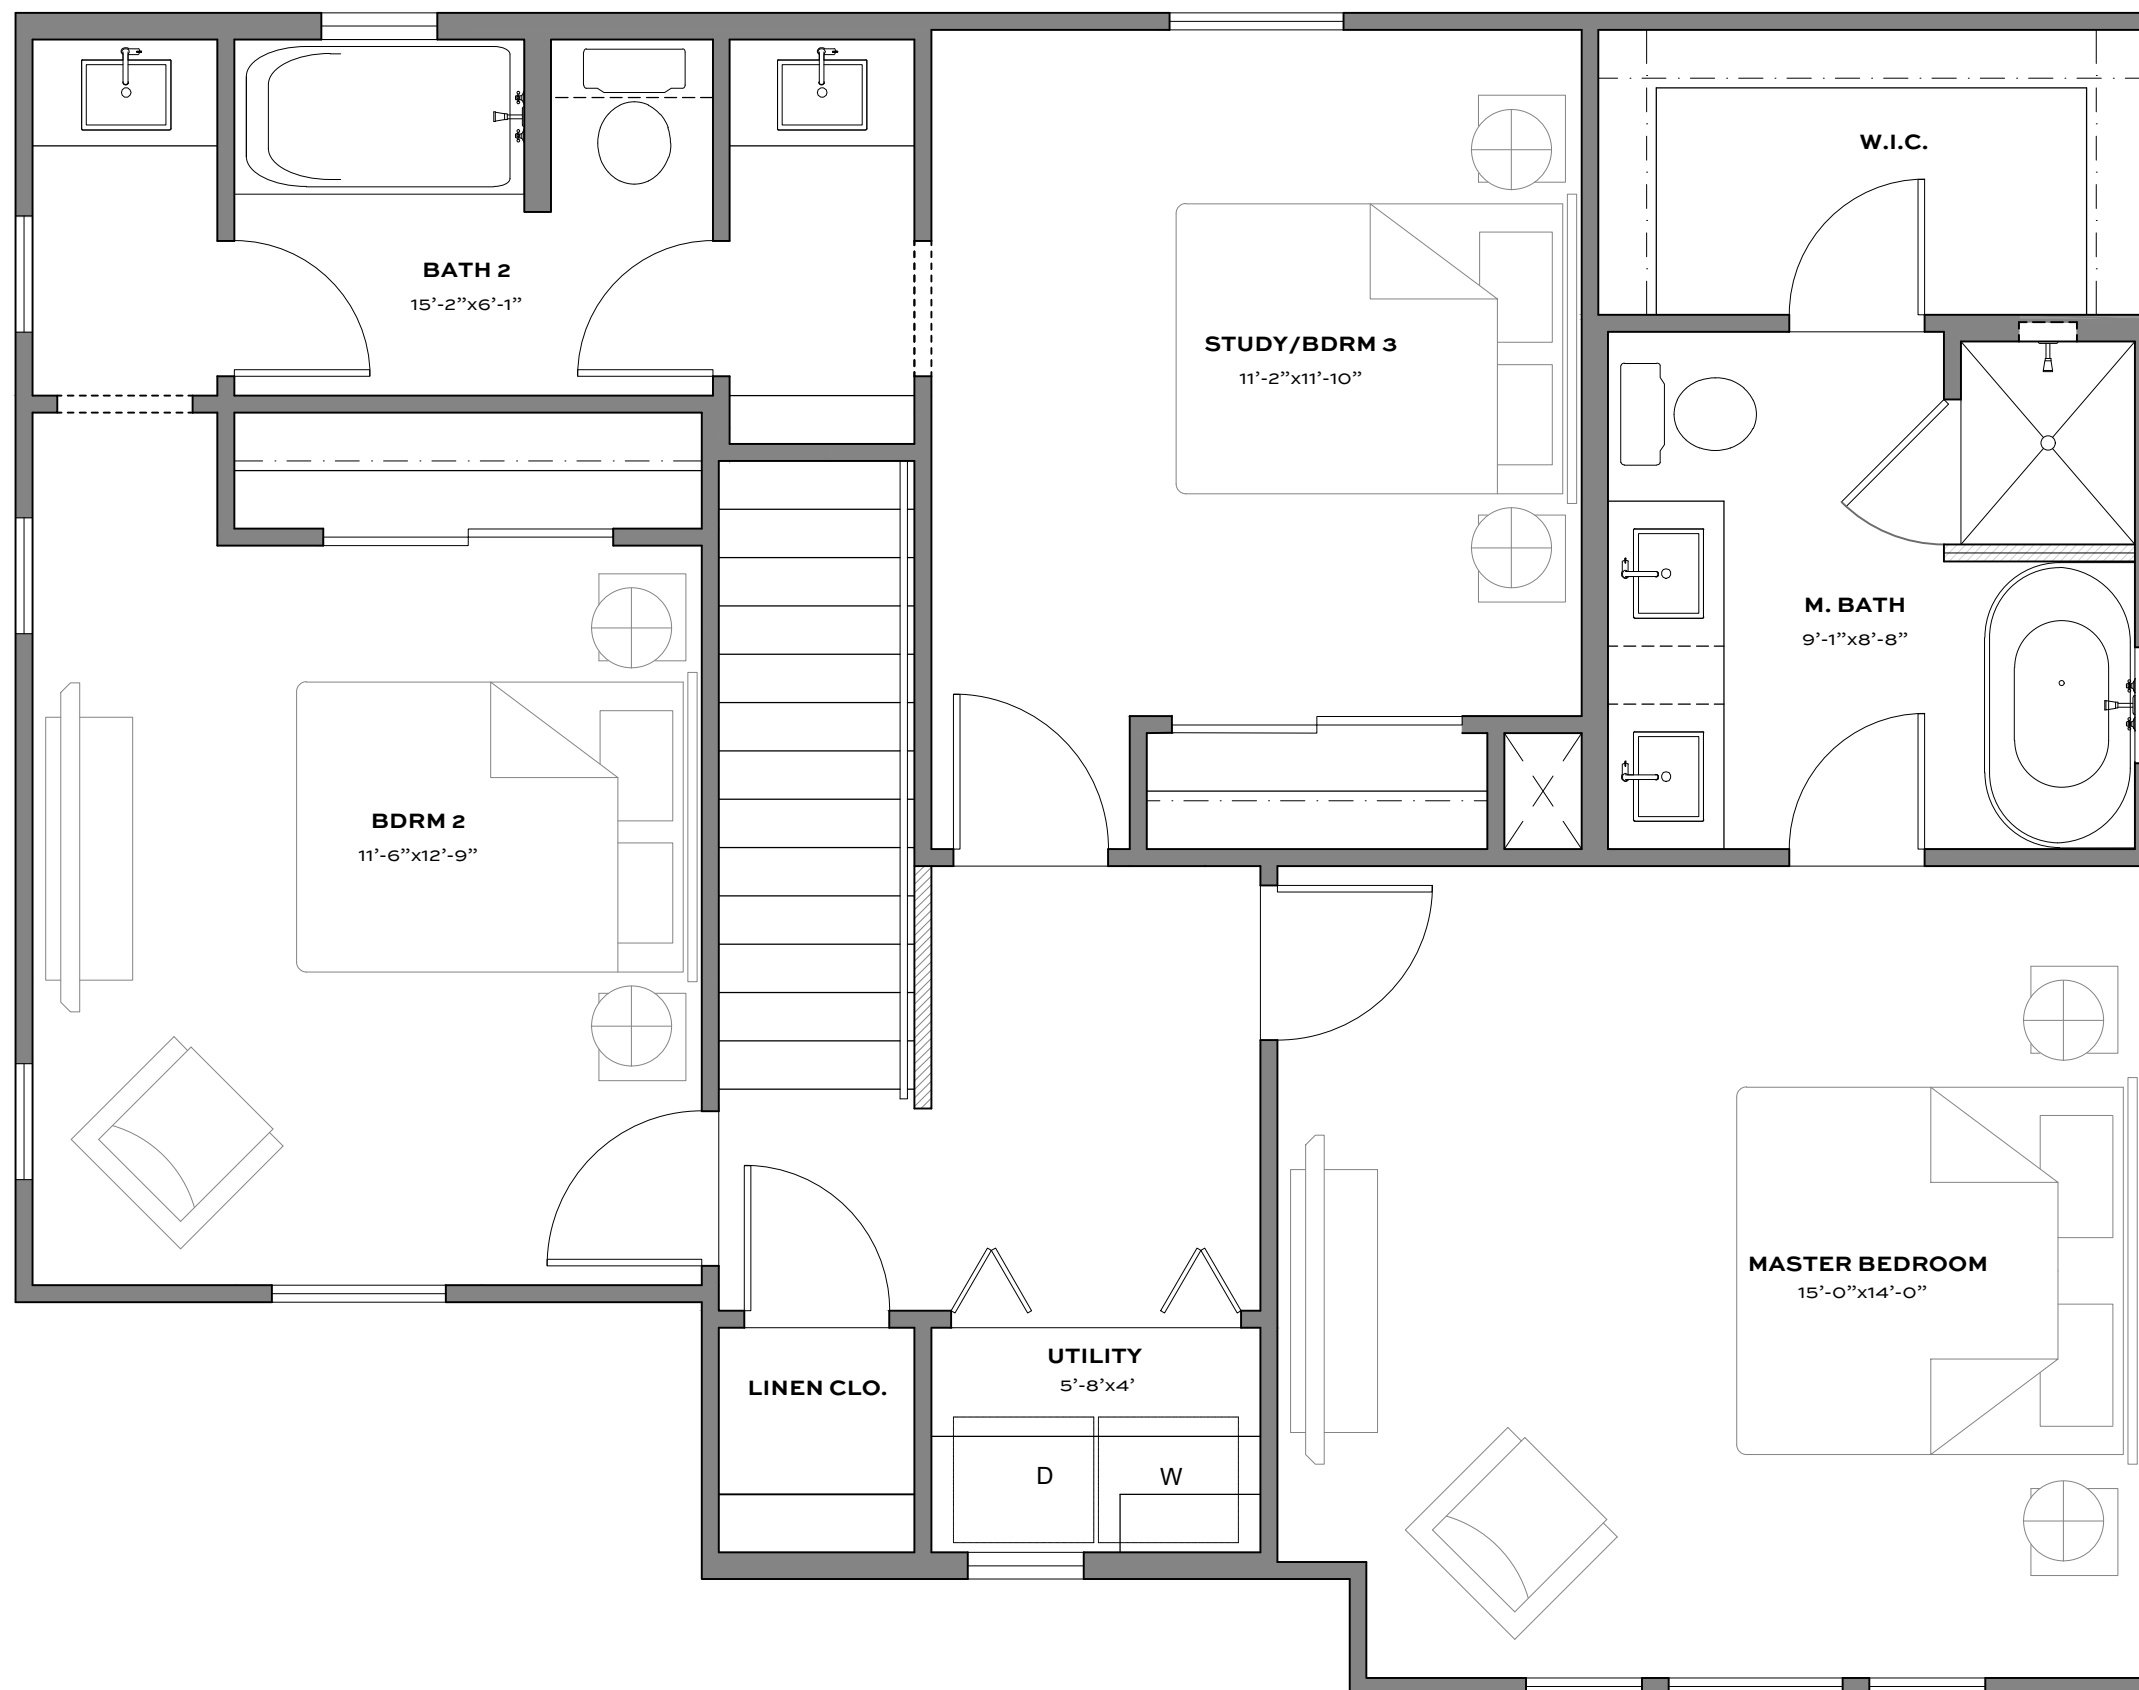 W.I.C.
BATH 2
15'-2”x6'-1”
STUDY/BDRM 3
11'-2”x11'-10”
M. BATH
9'-1”x8'-8”
BDRM 2
11'-6”x12'-9”
MASTER BEDROOM
15'-0”x14'-0”
UTILITY
5'-8'x4'
LINEN CLO.
D
W